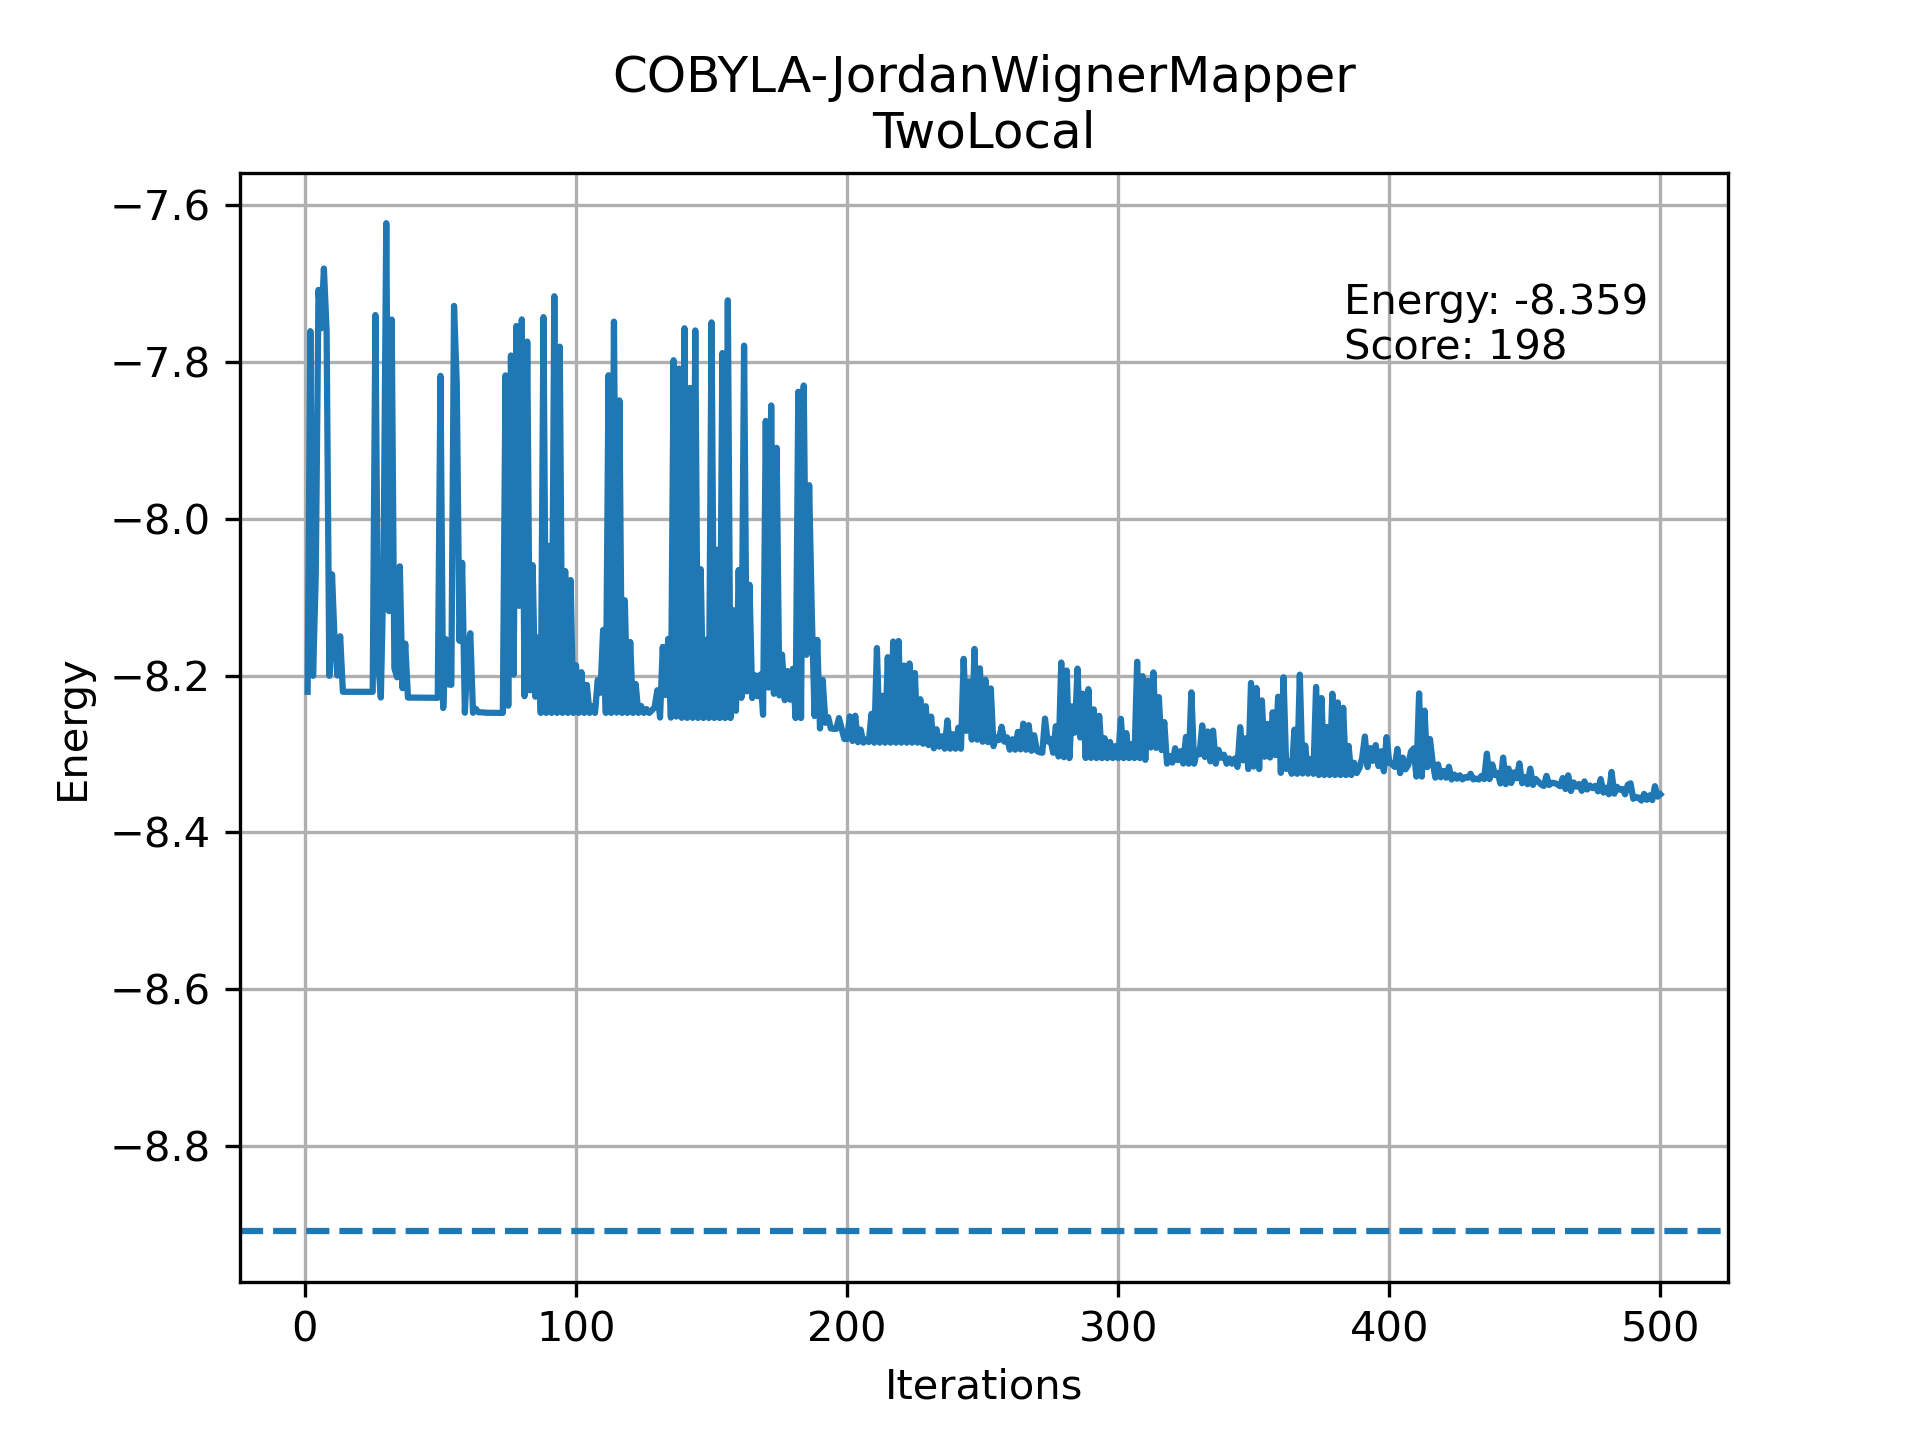 COBYLA-JordanWignerMapper
TwoLocal
Energy: -8.359
Score: 198
Energy
−7.6
−7.8
−8.0
−8.2
−8.4
−8.6
−8.8
0 100 200 300 400 500
Iterations